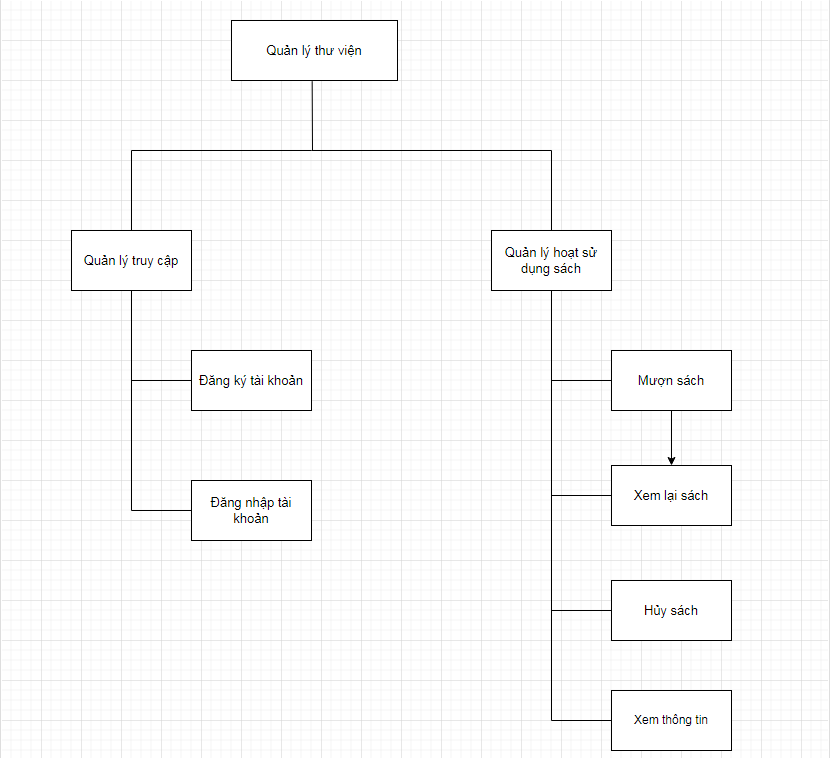 Quản lý thư viện
Quản lý truy cập
Quản lý hoạt sử
dụng sách
Đăng ký tài khoản
Mượn sách
Đăng nhập tài
khoản
Xem lại sách
Hủy sách
Xem thông tin